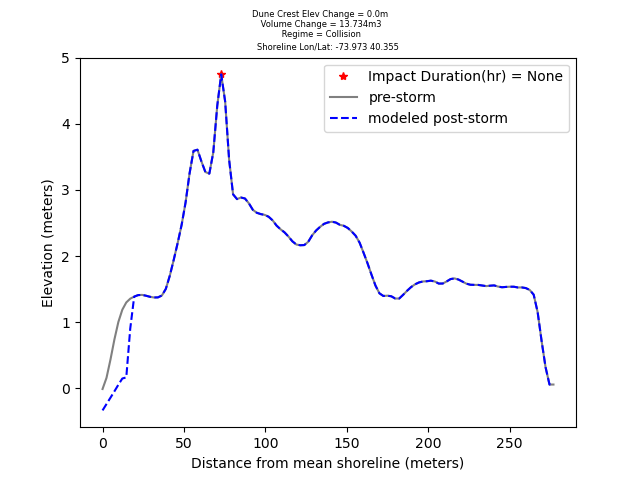 Dune Crest Elev Change = 0.0m
Volume Change = 13.734m3
Regime = Collision
Shoreline Lon/Lat: -73.973 40.355
Impact Duration(hr) = None
pre-storm
modeled post-storm
5
4
3
2
1
0
Elevation (meters)
0 50 100 150 200 250
Distance from mean shoreline (meters)